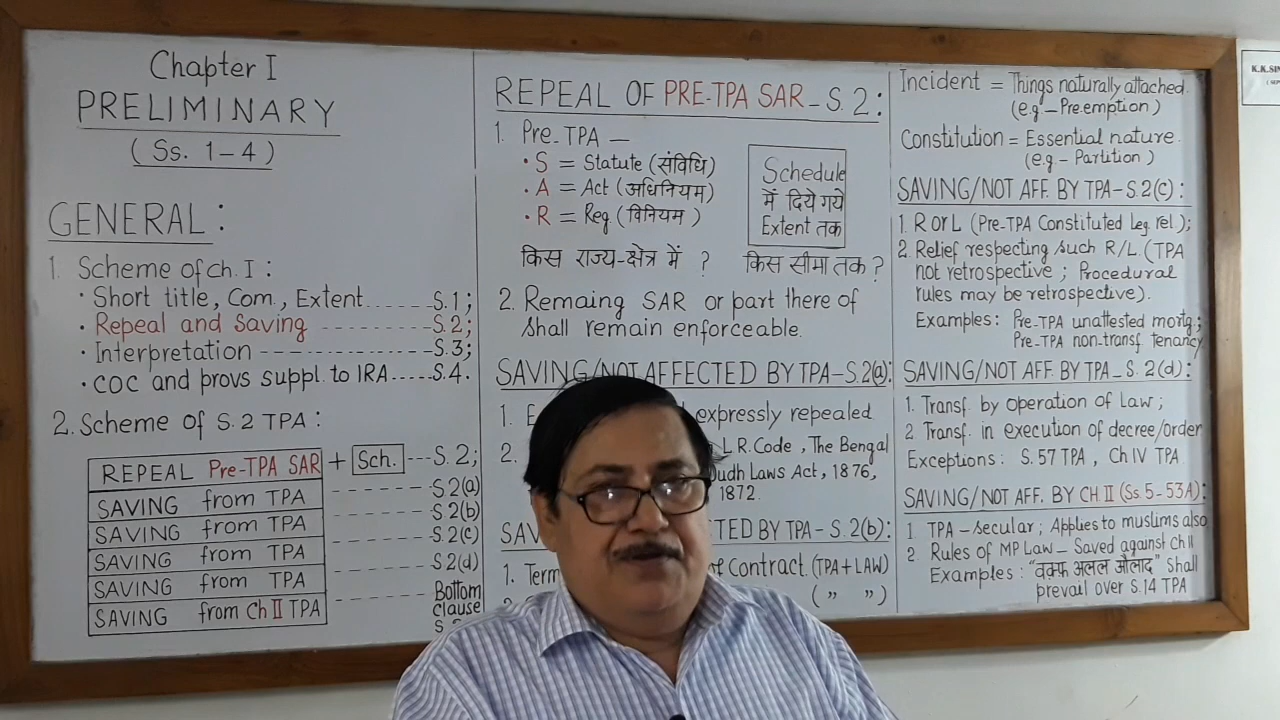 Chapter I
PRELIMINARY
(Ss. 1-4)
GENERAL:
1. Scheme of ch. I:
• Short title, Com., Extent......S.1;
• Repeal and Saving --------S.2;
• Interpretation -----------S.3;
• COC and provs suppl. to IRA.....S.4.
2. Scheme of S.2 TPA:
REPEAL Pre-TPA SAR + Sch. ---S.2;
SAVING from TPA ------S2(a)
SAVING from TPA ------S2(b)
SAVING from TPA ------S2(c)
SAVING from TPA ------S2(d)
SAVING from Ch II TPA ------Bottom
clause
REPEAL OF PRE-TPA SAR-S.2:
1. Pre-TPA —
• S = Statute (संविधि)
• A = Act (अधिनियम)
• R = Reg (विनियम)
Schedule
में दिये गये
Extent तक
किस राज्य-क्षेत्र में ? किस सीमा तक ?
2. Remaing SAR or part there of
shall remain enforceable.
SAVING/NOT AFFECTED BY TPA-S.2(a):
1. expressly repealed
2. L.R.Code, The Bengal
Oudh Laws Act, 1876,
1872.
SAV TED BY TPA-S.2(b):
1. Term of Contract. (TPA+LAW)
( " " )
Incident = Things naturally attached.
(e.g - Pre.emption)
Constitution = Essential nature.
(e.g - Partition)
SAVING/NOT AFF. BY TPA-S.2(c):
1. R or L (Pre-TPA Constituted Leg. rel.);
2. Relief respecting such R/L. (TPA
not retrospective; Procedural
rules may be retrospective).
Examples: Pre-TPA unattested mortg;
Pre-TPA non-transf tenancy
SAVING/NOT AFF. BY TPA-S.2(d):
1. Transf. by operation of Law;
2. Transf. in execution of decree/order
Exceptions: S.57 TPA, Ch IV TPA
SAVING/NOT AFF. BY CH II (Ss. 5-53A):
1. TPA - secular; Applies to muslims also
2. Rules of MP Law - Saved against Ch II
Examples: "वक्फ अलल औलाद" Shall
prevail over S.14 TPA
K.K.SIN